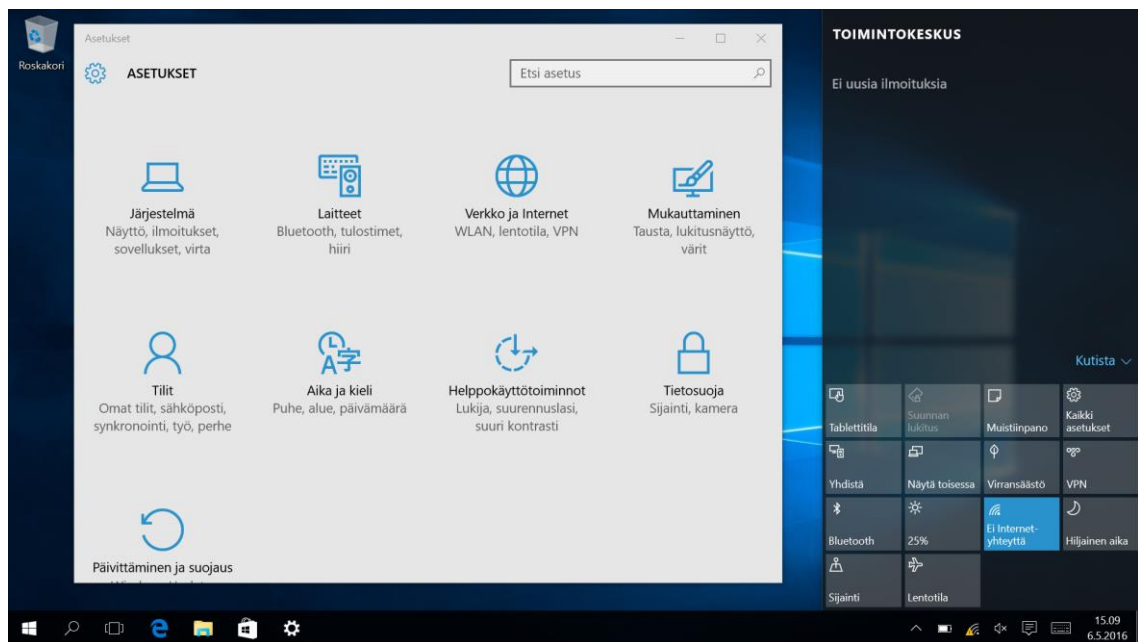 Roskakori
Asetukset
ASETUKSET
Etsi asetus
Järjestelmä
Näyttö, ilmoitukset,
sovellukset, virta
Laitteet
Bluetooth, tulostimet,
hiiri
Verkko ja Internet
WLAN, lentotila, VPN
Mukauttaminen
Tausta, lukitusnäyttö,
värit
Tilit
Omat tilit, sähköposti,
synkronointi, työ, perhe
Aika ja kieli
Puhe, alue, päivämäärä
Helppokäyttötoiminnot
Lukija, suurennuslasi,
suuri kontrasti
Tietosuoja
Sijainti, kamera
Päivittäminen ja suojaus
TOIMINTOKESKUS
Ei uusia ilmoituksia
Kutista
Tablettitila
Suunnan
lukitus
Muistiinpano
Kaikki
asetukset
Yhdistä
Näytä toisessa
Virransäästö
VPN
Bluetooth
25%
Ei Internet-
yhteyttä
Hiljainen aika
Sijainti
Lentotila
15.09
6.5.2016